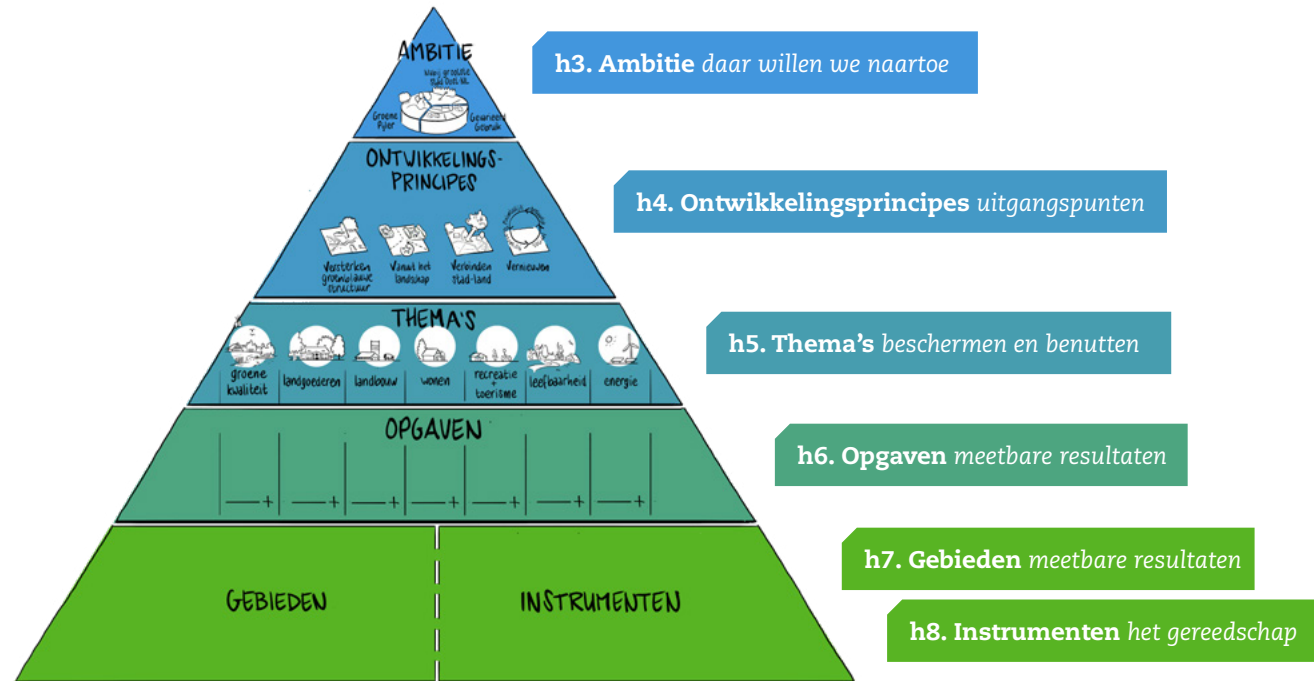 AMBITIE
Groene
Pijler
Gevarieerd
Gebruik
h3. Ambitie daar willen we naartoe
ONTWIKKELINGS-
PRINCIPES
Versterken
groenblauwe
structuur
Vanuit het
landschap
Verbinden
stad-land
Vernieuwen
h4. Ontwikkelingsprincipes uitgangspunten
THEMA'S
groene
kwaliteit
landgoederen
landbouw
wonen
recreatie
+
toerisme
leefbaarheid
energie
h5. Thema's beschermen en benutten
OPGAVEN
+ + + + + + +
h6. Opgaven meetbare resultaten
GEBIEDEN
INSTRUMENTEN
h7. Gebieden meetbare resultaten
h8. Instrumenten het gereedschap